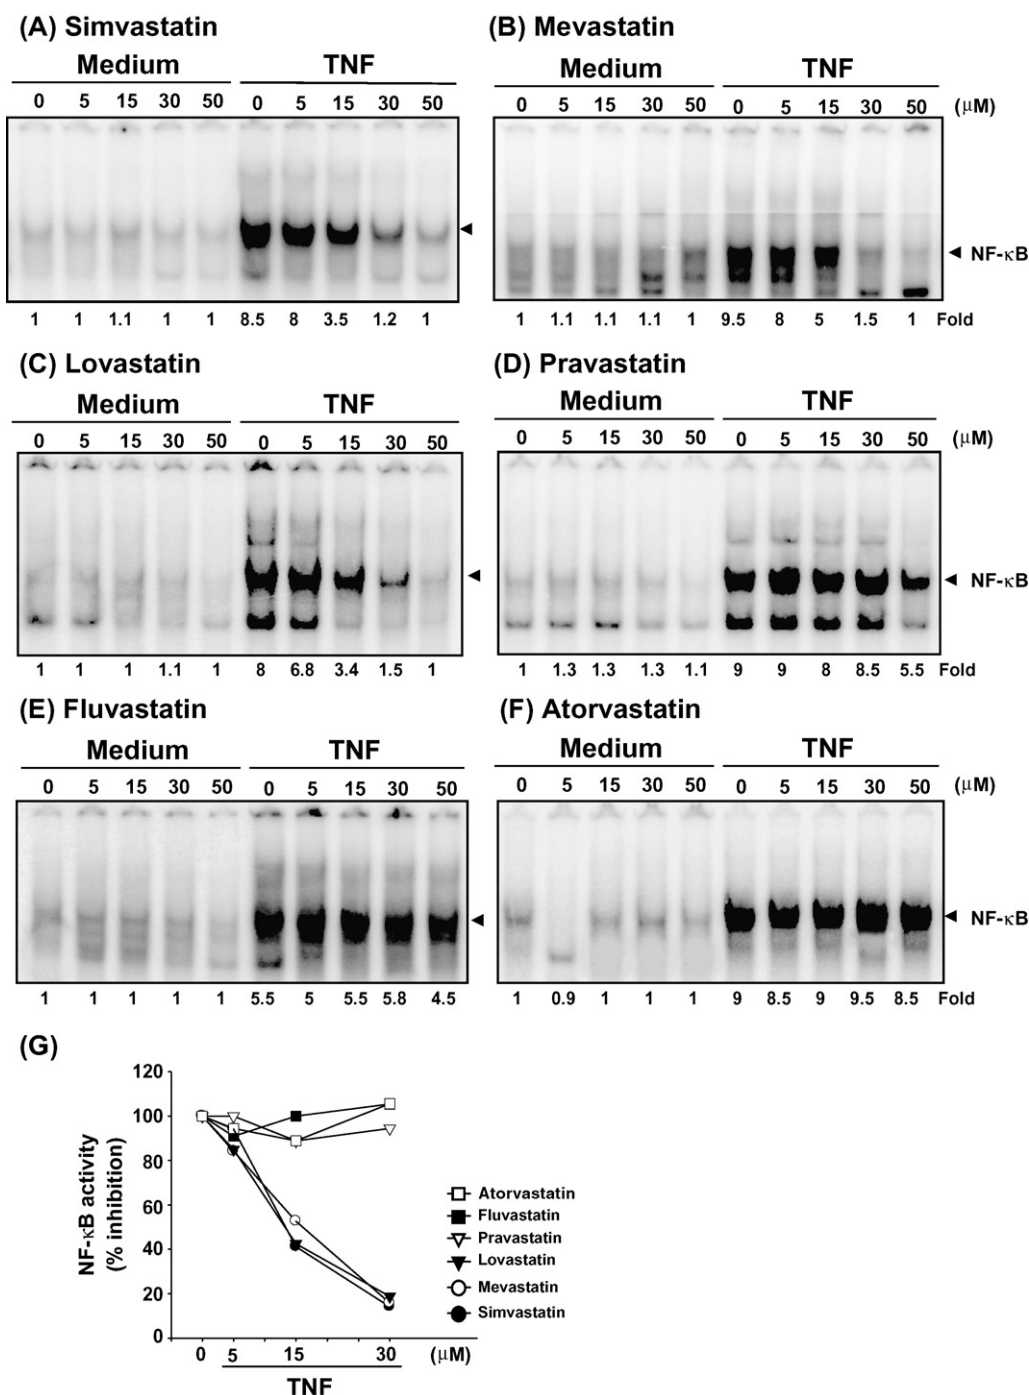 (A) Simvastatin
Medium TNF
0 5 15 30 50 0 5 15 30 50
1 1 1.1 1 1 8.5 8 3.5 1.2 1
(B) Mevastatin
Medium TNF
0 5 15 30 50 0 5 15 30 50 (μM)
NF-κB
1 1.1 1.1 1.1 1 9.5 8 5 1.5 1 Fold
(C) Lovastatin
Medium TNF
0 5 15 30 50 0 5 15 30 50
1 1 1 1.1 1 8 6.8 3.4 1.5 1
(D) Pravastatin
Medium TNF
0 5 15 30 50 0 5 15 30 50 (μM)
NF-κB
1 1.3 1.3 1.3 1.1 9 9 8 8.5 5.5 Fold
(E) Fluvastatin
Medium TNF
0 5 15 30 50 0 5 15 30 50
1 1 1 1 1 5.5 5 5.5 5.8 4.5
(F) Atorvastatin
Medium TNF
0 5 15 30 50 0 5 15 30 50 (μM)
NF-κB
1 0.9 1 1 1 9 8.5 9 9.5 8.5 Fold
(G)
NF-κB activity
(% inhibition)
120
100
80
60
40
20
0
0 5 15 30 (μM)
TNF
Atorvastatin
Fluvastatin
Pravastatin
Lovastatin
Mevastatin
Simvastatin